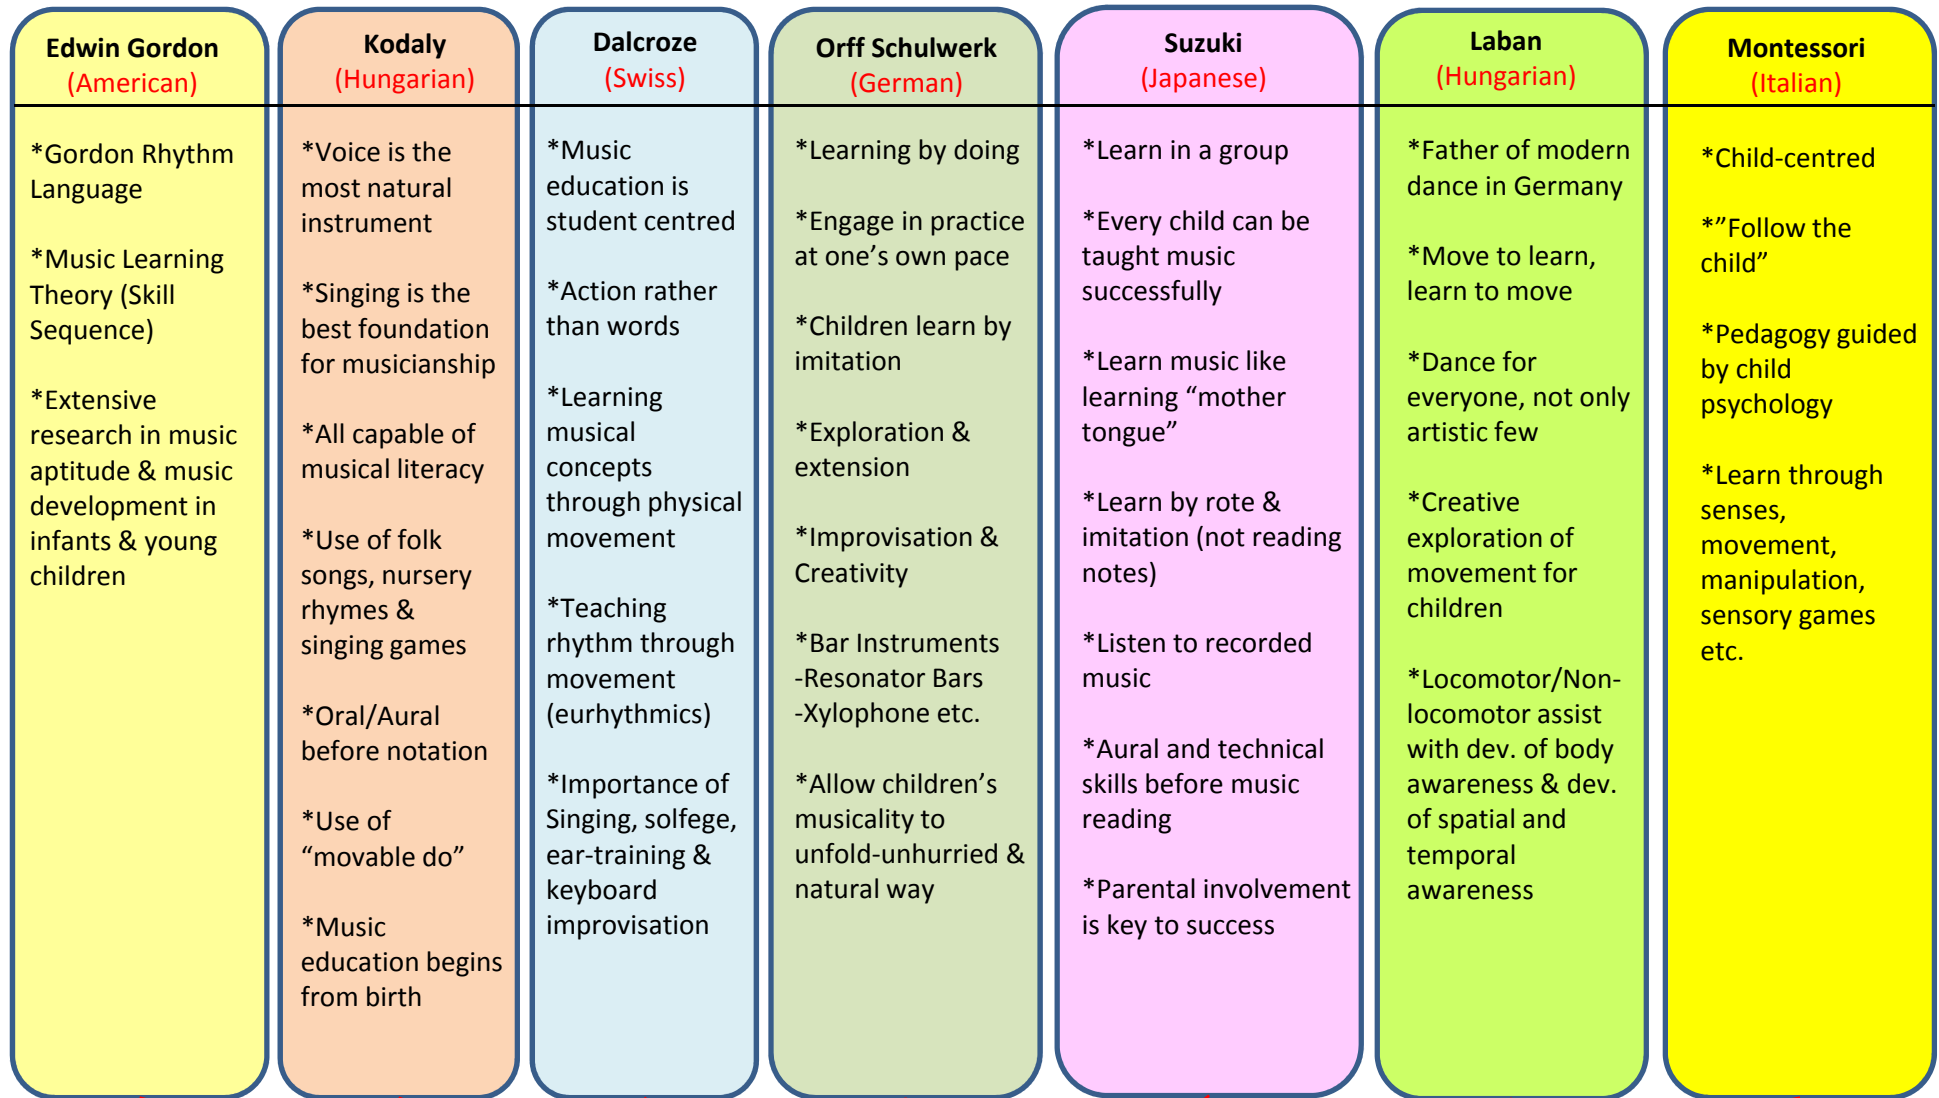 Edwin Gordon
(American)
*Gordon Rhythm
Language
*Music Learning
Theory (Skill
Sequence)
*Extensive
research in music
aptitude & music
development in
infants & young
children
Kodaly
(Hungarian)
*Voice is the
most natural
instrument
*Singing is the
best foundation
for musicianship
*All capable of
musical literacy
*Use of folk
songs, nursery
rhymes &
singing games
*Oral/Aural
before notation
*Use of
“movable do”
*Music
education begins
from birth
Dalcroze
(Swiss)
*Music
education is
student centred
*Action rather
than words
*Learning
musical
concepts
through physical
movement
*Teaching
rhythm through
movement
(eurhythmics)
*Importance of
Singing, solfege,
ear-training &
keyboard
improvisation
Orff Schulwerk
(German)
*Learning by doing
*Engage in practice
at one’s own pace
*Children learn by
imitation
*Exploration &
extension
*Improvisation &
Creativity
*Bar Instruments
-Resonator Bars
-Xylophone etc.
*Allow children’s
musicality to
unfold-unhurried &
natural way
Suzuki
(Japanese)
*Learn in a group
*Every child can be
taught music
successfully
*Learn music like
learning “mother
tongue”
*Learn by rote &
imitation (not reading
notes)
*Listen to recorded
music
*Aural and technical
skills before music
reading
*Parental involvement
is key to success
Laban
(Hungarian)
*Father of modern
dance in Germany
*Move to learn,
learn to move
*Dance for
everyone, not only
artistic few
*Creative
exploration of
movement for
children
*Locomotor/Non-
locomotor assist
with dev. of body
awareness & dev.
of spatial and
temporal
awareness
Montessori
(Italian)
*Child-centred
*”Follow the
child”
*Pedagogy guided
by child
psychology
*Learn through
senses,
movement,
manipulation,
sensory games
etc.